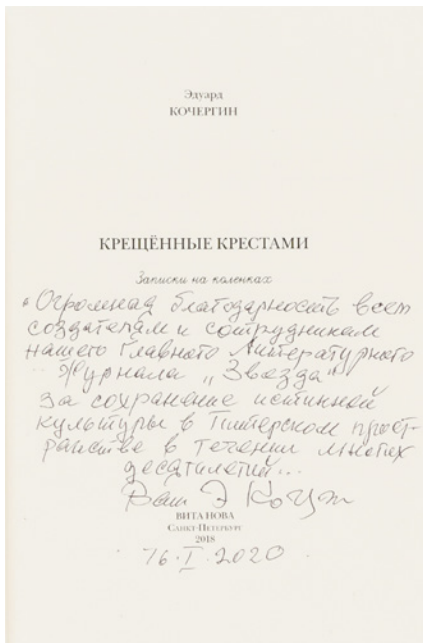 Эдуард
КОЧЕРГИН
КРЕЩЁННЫЕ КРЕСТАМИ
Записки на коленках
Огромная благодарность всем
создателям и сотрудникам
нашего Главного Литературного
Журнала „Звезда“
за сохранение истинной
культуры в Питерском прост-
ранстве в течении многих
десятилетий...
Ваш Э Кочергин
ВИТА НОВА
САНКТ-ПЕТЕРБУРГ
2018
16·I·2020